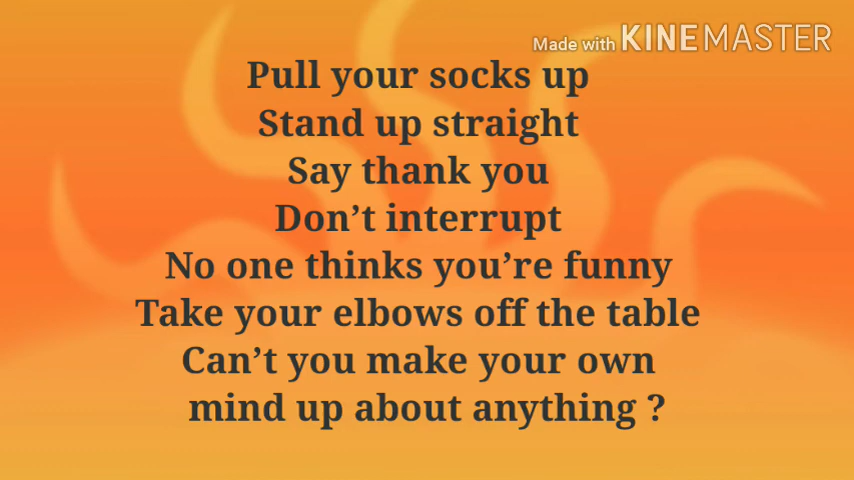 Made with KINEMASTER
Pull your socks up
Stand up straight
Say thank you
Don’t interrupt
No one thinks you’re funny
Take your elbows off the table
Can’t you make your own
mind up about anything ?